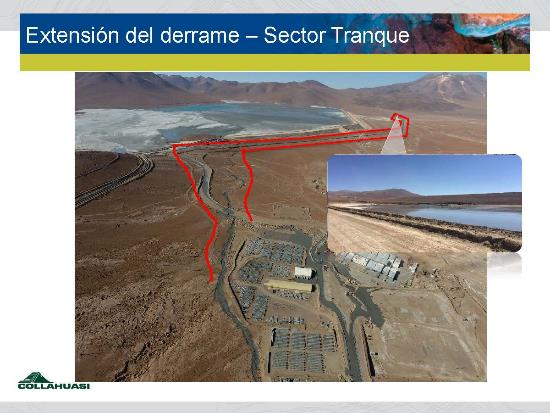 Extensión del derrame – Sector Tranque
COLLAHUASI